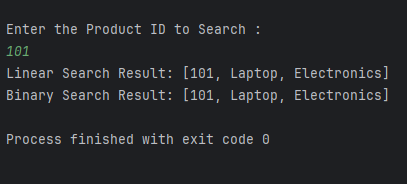 Enter the Product ID to Search :
101
Linear Search Result: [101, Laptop, Electronics]
Binary Search Result: [101, Laptop, Electronics]
Process finished with exit code 0